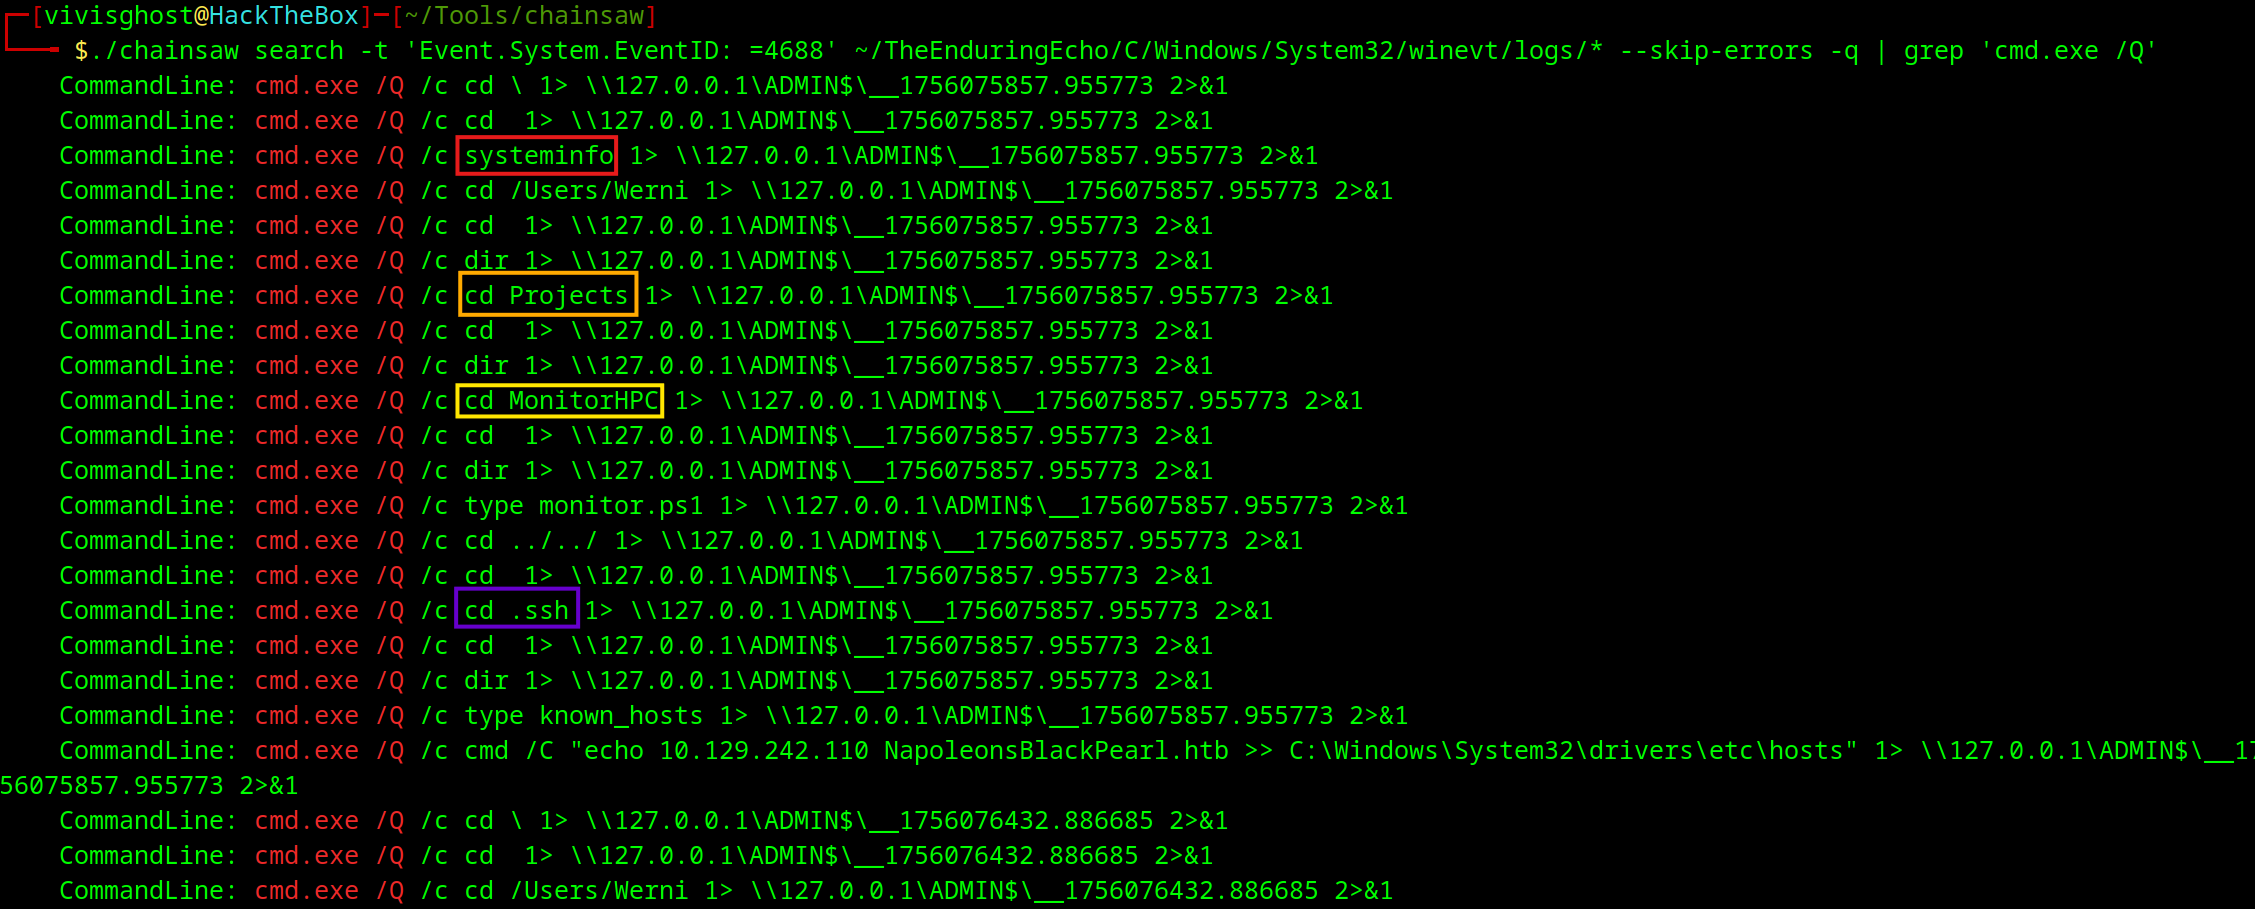 ┌─[vivisghost@HackTheBox]─[~/Tools/chainsaw]
└──╼ $./chainsaw search -t 'Event.System.EventID: =4688' ~/TheEnduringEcho/C/Windows/System32/winevt/logs/* --skip-errors -q | grep 'cmd.exe /Q'
CommandLine: cmd.exe /Q /c cd \ 1> \\127.0.0.1\ADMIN$\__1756075857.955773 2>&1
CommandLine: cmd.exe /Q /c cd  1> \\127.0.0.1\ADMIN$\__1756075857.955773 2>&1
CommandLine: cmd.exe /Q /c systeminfo 1> \\127.0.0.1\ADMIN$\__1756075857.955773 2>&1
CommandLine: cmd.exe /Q /c cd /Users/Werni 1> \\127.0.0.1\ADMIN$\__1756075857.955773 2>&1
CommandLine: cmd.exe /Q /c cd  1> \\127.0.0.1\ADMIN$\__1756075857.955773 2>&1
CommandLine: cmd.exe /Q /c dir 1> \\127.0.0.1\ADMIN$\__1756075857.955773 2>&1
CommandLine: cmd.exe /Q /c cd Projects 1> \\127.0.0.1\ADMIN$\__1756075857.955773 2>&1
CommandLine: cmd.exe /Q /c cd  1> \\127.0.0.1\ADMIN$\__1756075857.955773 2>&1
CommandLine: cmd.exe /Q /c dir 1> \\127.0.0.1\ADMIN$\__1756075857.955773 2>&1
CommandLine: cmd.exe /Q /c cd MonitorHPC 1> \\127.0.0.1\ADMIN$\__1756075857.955773 2>&1
CommandLine: cmd.exe /Q /c cd  1> \\127.0.0.1\ADMIN$\__1756075857.955773 2>&1
CommandLine: cmd.exe /Q /c dir 1> \\127.0.0.1\ADMIN$\__1756075857.955773 2>&1
CommandLine: cmd.exe /Q /c type monitor.ps1 1> \\127.0.0.1\ADMIN$\__1756075857.955773 2>&1
CommandLine: cmd.exe /Q /c cd ../../ 1> \\127.0.0.1\ADMIN$\__1756075857.955773 2>&1
CommandLine: cmd.exe /Q /c cd  1> \\127.0.0.1\ADMIN$\__1756075857.955773 2>&1
CommandLine: cmd.exe /Q /c cd .ssh 1> \\127.0.0.1\ADMIN$\__1756075857.955773 2>&1
CommandLine: cmd.exe /Q /c cd  1> \\127.0.0.1\ADMIN$\__1756075857.955773 2>&1
CommandLine: cmd.exe /Q /c dir 1> \\127.0.0.1\ADMIN$\__1756075857.955773 2>&1
CommandLine: cmd.exe /Q /c type known_hosts 1> \\127.0.0.1\ADMIN$\__1756075857.955773 2>&1
CommandLine: cmd.exe /Q /c cmd /C "echo 10.129.242.110 NapoleonsBlackPearl.htb >> C:\Windows\System32\drivers\etc\hosts" 1> \\127.0.0.1\ADMIN$\__17
56075857.955773 2>&1
CommandLine: cmd.exe /Q /c cd \ 1> \\127.0.0.1\ADMIN$\__1756076432.886685 2>&1
CommandLine: cmd.exe /Q /c cd  1> \\127.0.0.1\ADMIN$\__1756076432.886685 2>&1
CommandLine: cmd.exe /Q /c cd /Users/Werni 1> \\127.0.0.1\ADMIN$\__1756076432.886685 2>&1